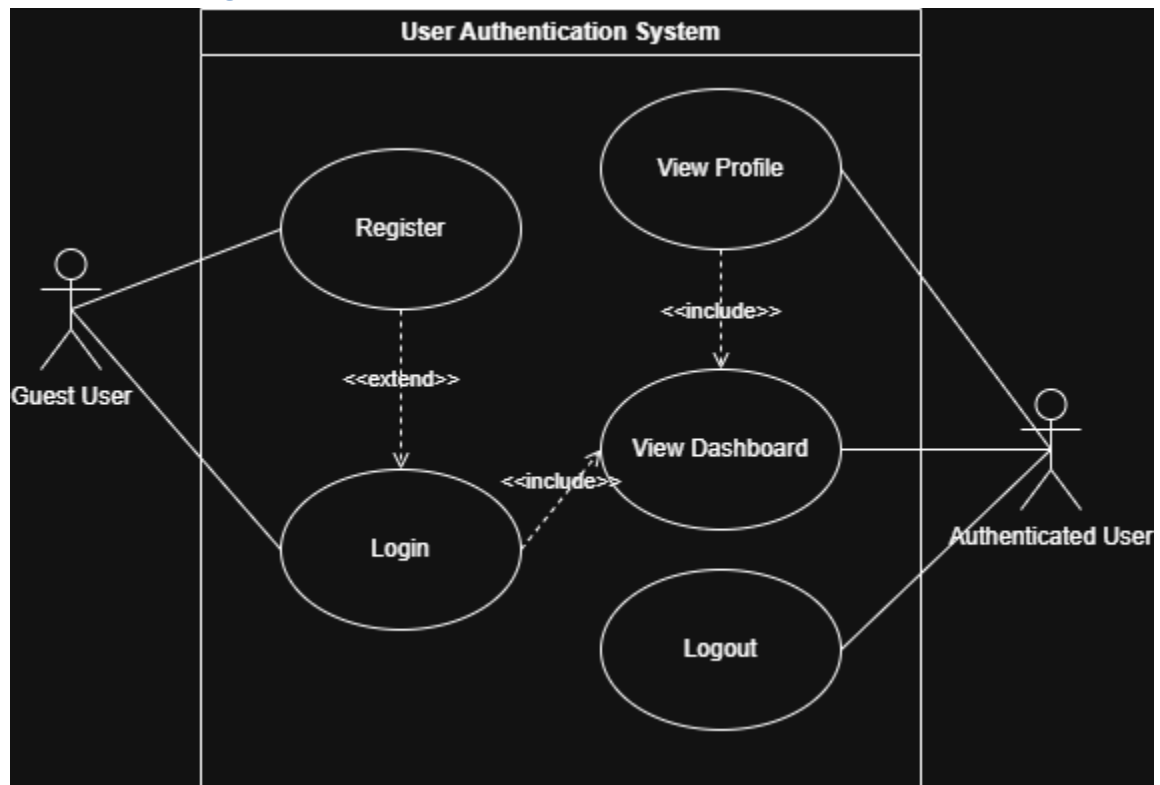 User Authentication System
View Profile
Register
<<include>>
<<extend>>
Guest User
View Dashboard
<<include>>
Login
Authenticated User
Logout